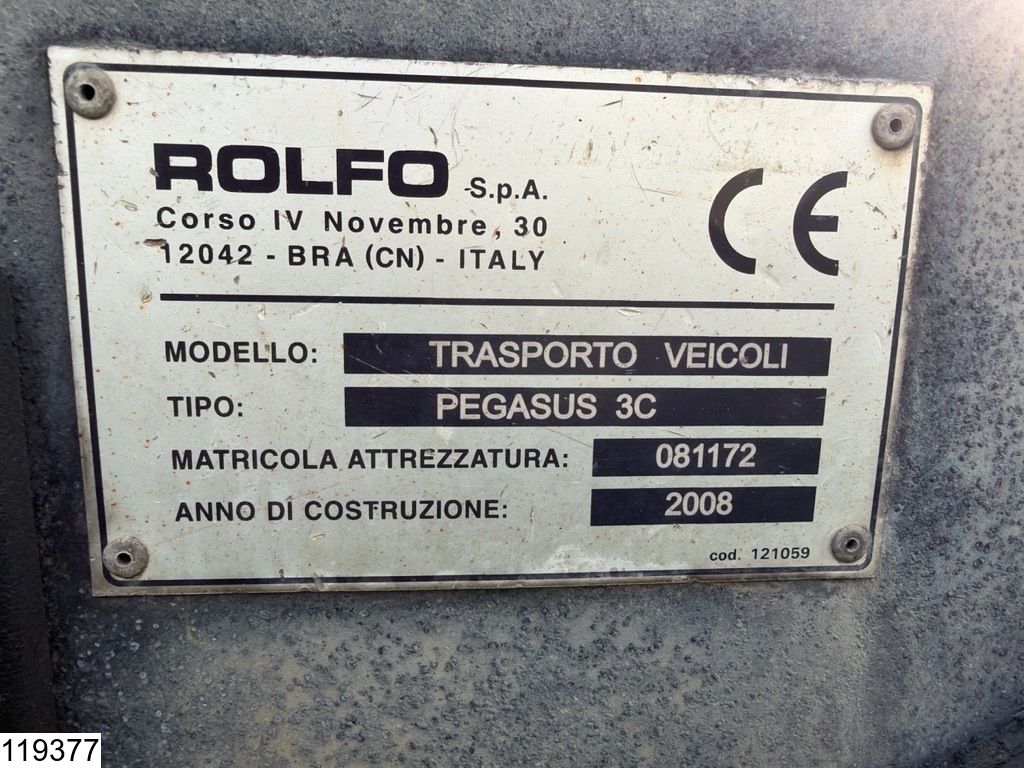 ROLFO S.p.A.
Corso IV Novembre, 30
12042 - BRA (CN) - ITALY
CE
MODELLO: TRASPORTO VEICOLI
TIPO: PEGASUS 3C
MATRICOLA ATTREZZATURA: 081172
ANNO DI COSTRUZIONE: 2008
cod. 121059
119377